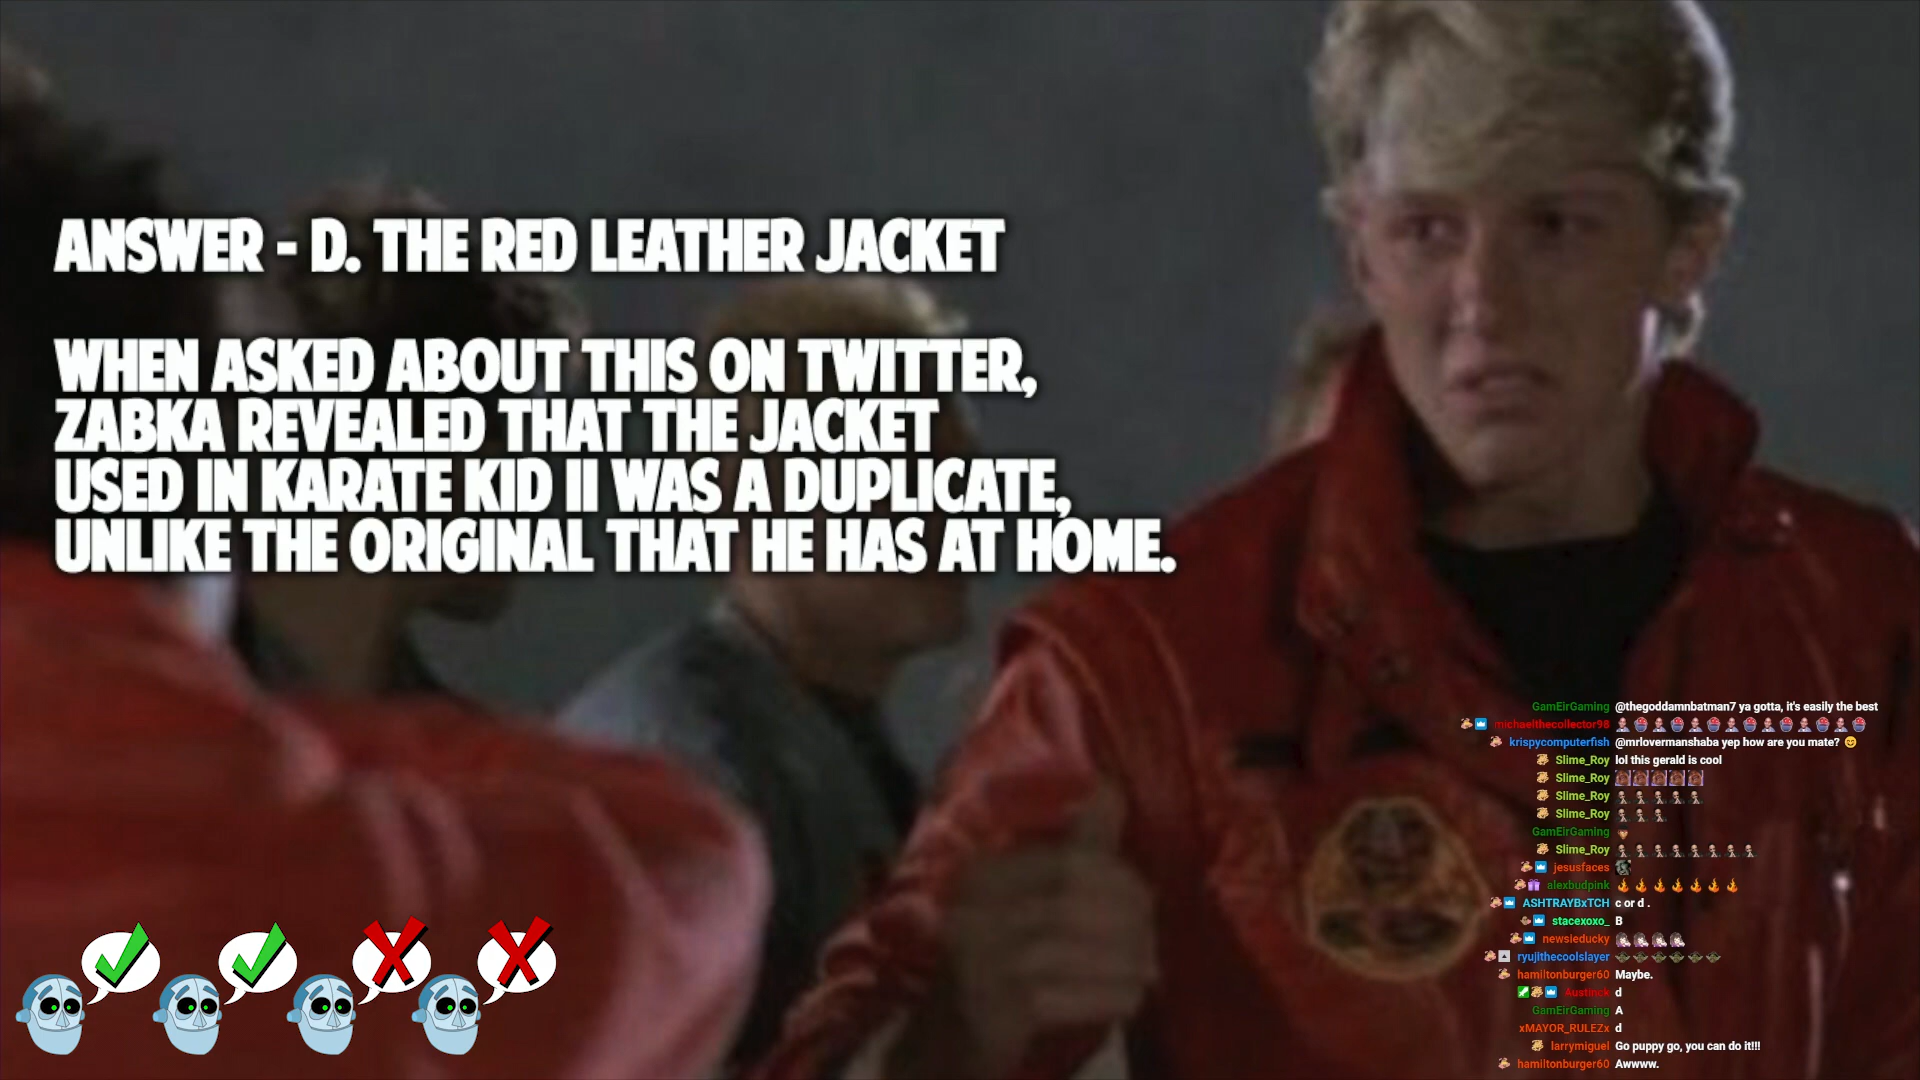 ANSWER - D. THE RED LEATHER JACKET
WHEN ASKED ABOUT THIS ON TWITTER,
ZABKA REVEALED THAT THE JACKET
USED IN KARATE KID II WAS A DUPLICATE,
UNLIKE THE ORIGINAL THAT HE HAS AT HOME.
GamEirGaming @thegoddamnbatman7 ya gotta, it's easily the best
michaelthecollector98
krispycomputerfish @mrlovermanshaba yep how are you mate? 😊
Slime_Roy lol this gerald is cool
Slime_Roy
Slime_Roy
Slime_Roy
GamEirGaming
Slime_Roy
jesusfaces
alexbudpink 🔥🔥🔥🔥🔥🔥🔥
ASHTRAYBxTCH c or d .
stacexoxo_ B
newsieducky
ryujithecoolslayer
hamiltonburger60 Maybe.
Austinck d
GamEirGaming A
xMAYOR_RULEZx d
larrymiguel Go puppy go, you can do it!!!
hamiltonburger60 Awwww.